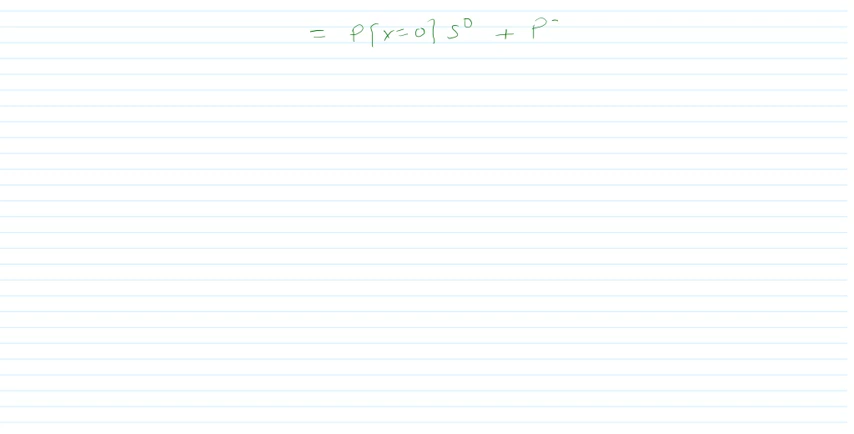 = P[x=0] s⁰ + P